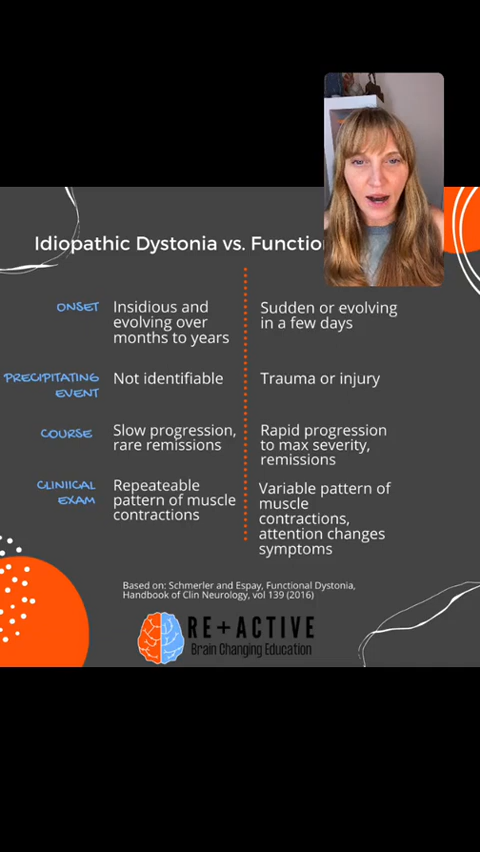 Idiopathic Dystonia vs.
ONSET
Insidious and
evolving over
months to years
Sudden or evolving
in a few days
PRECIPITATING
EVENT
Not identifiable
Trauma or injury
COURSE
Slow progression,
rare remissions
Rapid progression
to max severity,
remissions
CLINIICAL
EXAM
Repeateable
pattern of muscle
contractions
Variable pattern of
muscle
contractions,
attention changes
symptoms
Based on: Schmerler and Espay, Functional Dystonia,
Handbook of Clin Neurology, vol 139 (2016)
RE+ACTIVE
Brain Changing Education